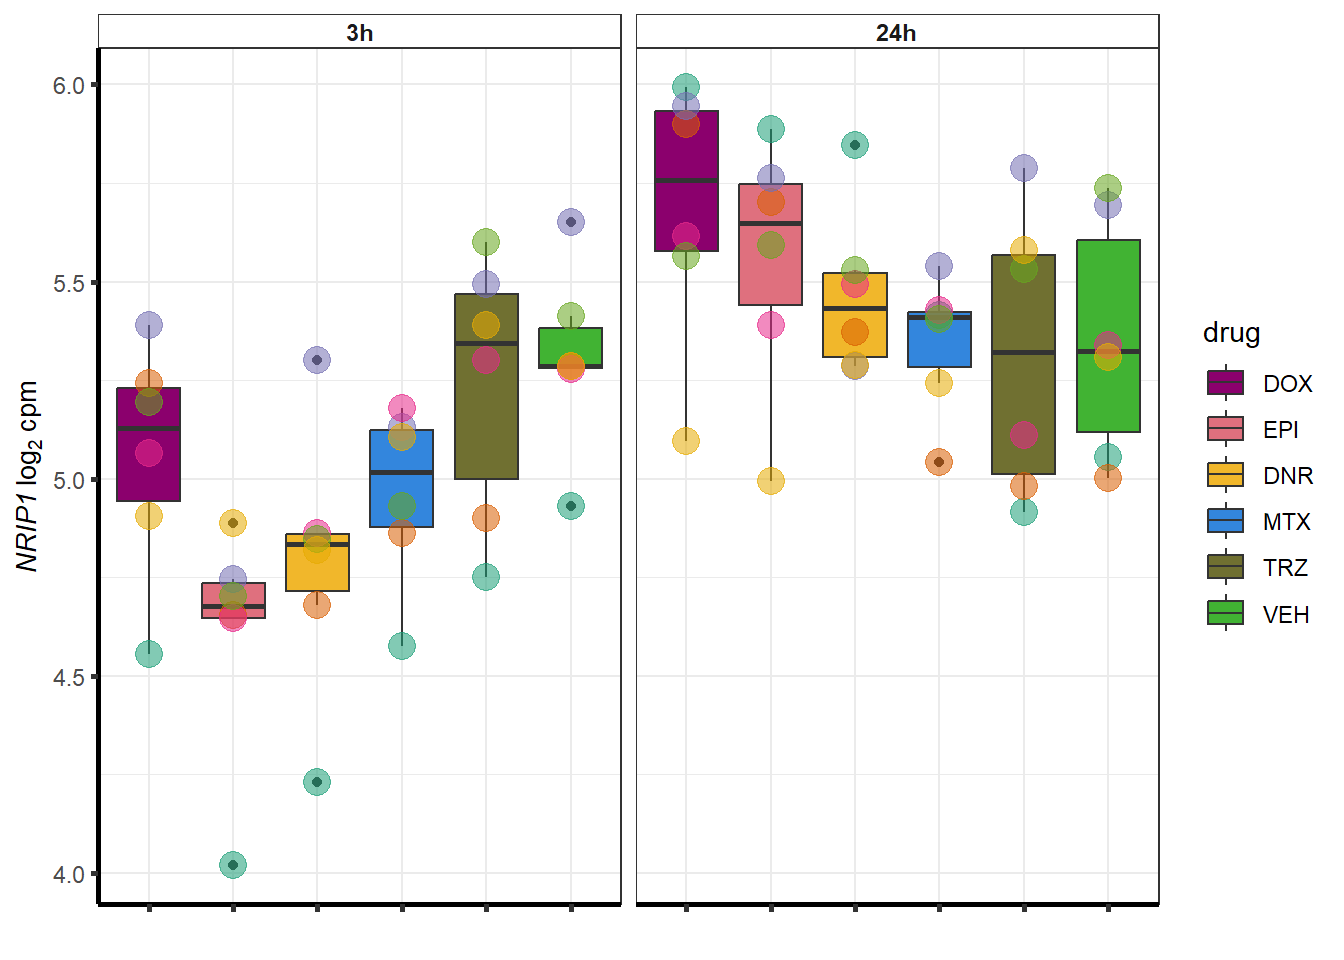 3h
24h
6.0
5.5
5.0
4.5
4.0
NRIP1 log₂ cpm
drug
DOX
EPI
DNR
MTX
TRZ
VEH